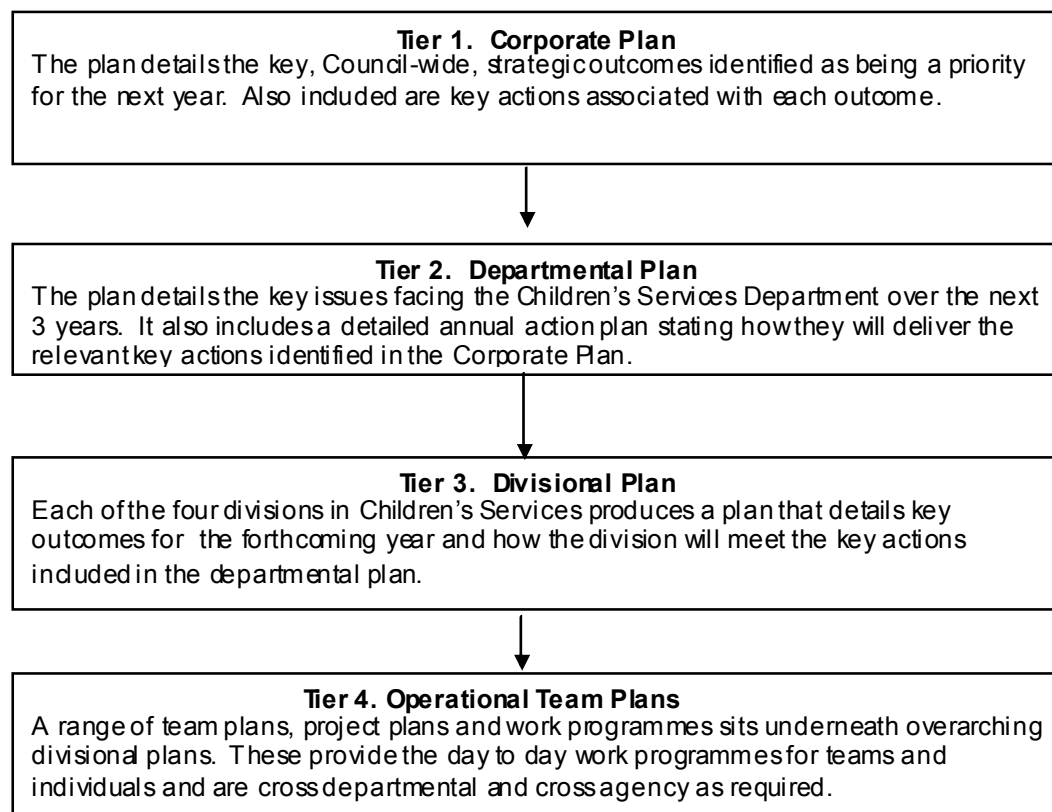 Tier 1. Corporate Plan
The plan details the key, Council-wide, strategic outcomes identified as being a priority
for the next year. Also included are key actions associated with each outcome.
Tier 2. Departmental Plan
The plan details the key issues facing the Children's Services Department over the next
3 years. It also includes a detailed annual action plan stating how they will deliver the
relevant key actions identified in the Corporate Plan.
Tier 3. Divisional Plan
Each of the four divisions in Children's Services produces a plan that details key
outcomes for the forthcoming year and how the division will meet the key actions
included in the departmental plan.
Tier 4. Operational Team Plans
A range of team plans, project plans and work programmes sits underneath overarching
divisional plans. These provide the day to day work programmes for teams and
individuals and are cross departmental and cross agency as required.